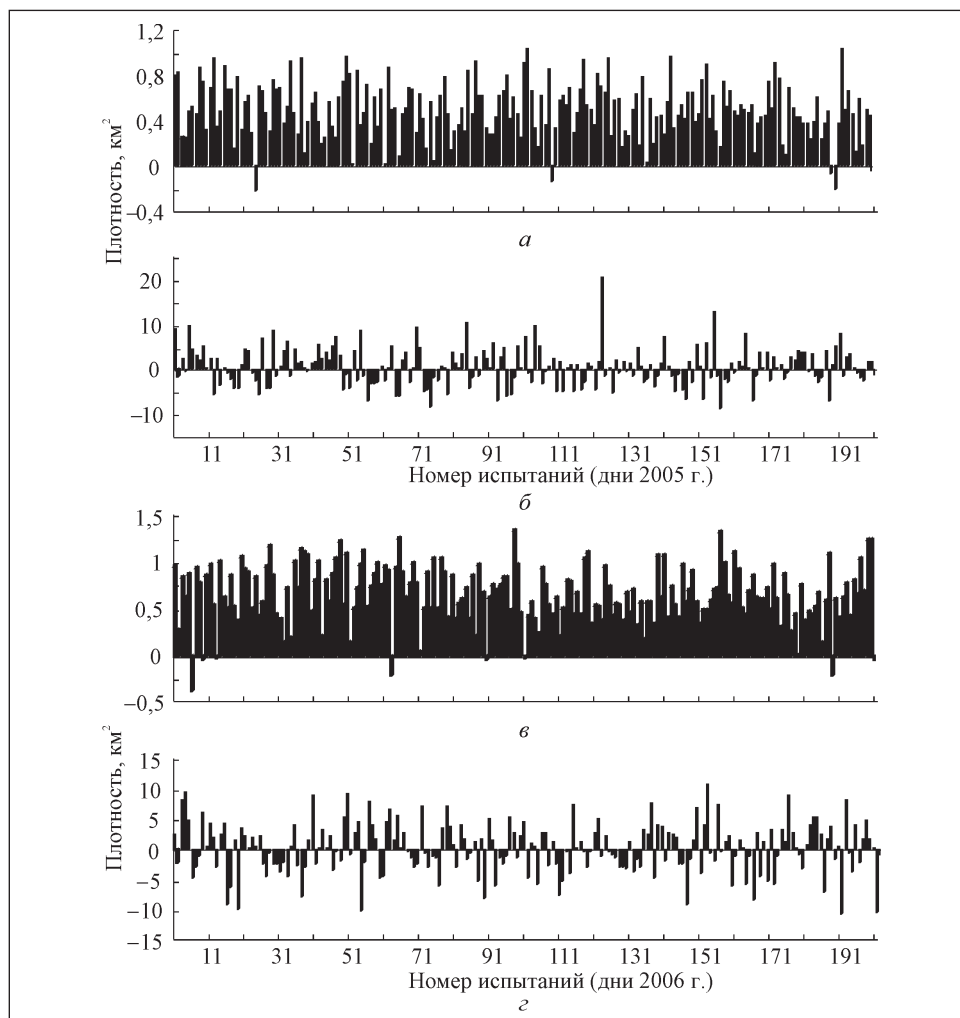 Плотность, км²
1,2
0,8
0,4
0
–0,4
а
20
10
0
–10
11 31 51 71 91 111 131 151 171 191
Номер испытаний (дни 2005 г.)
б
Плотность, км²
1,5
1
0,5
0
–0,5
в
15
10
5
0
–5
–10
–15
11 31 51 71 91 111 131 151 171 191
Номер испытаний (дни 2006 г.)
г